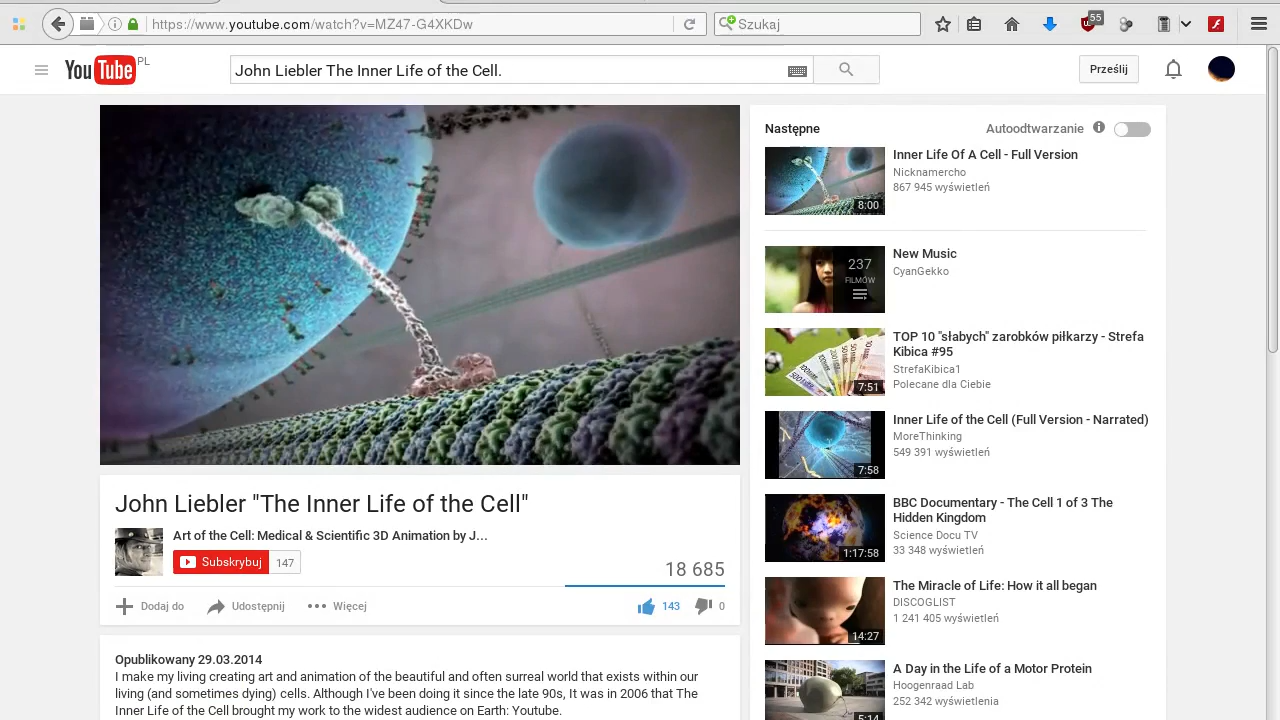 https://www.youtube.com/watch?v=MZ47-G4XKDw
Szukaj
55
YouTube PL
John Liebler The Inner Life of the Cell.
Prześlij
John Liebler "The Inner Life of the Cell"
Art of the Cell: Medical & Scientific 3D Animation by J...
Subskrybuj 147
18 685
Dodaj do Udostępnij Więcej 143 0
Opublikowany 29.03.2014
I make my living creating art and animation of the beautiful and often surreal world that exists within our
living (and sometimes dying) cells. Although I've been doing it since the late 90s, It was in 2006 that The
Inner Life of the Cell brought my work to the widest audience on Earth: Youtube.
Następne Autoodtwarzanie
Inner Life Of A Cell - Full Version
Nicknamercho
867 945 wyświetleń
8:00
New Music
CyanGekko
237
FILMÓW
TOP 10 "słabych" zarobków piłkarzy - Strefa
Kibica #95
StrefaKibica1
Polecane dla Ciebie
7:51
Inner Life of the Cell (Full Version - Narrated)
MoreThinking
549 391 wyświetleń
7:58
BBC Documentary - The Cell 1 of 3 The
Hidden Kingdom
Science Docu TV
33 348 wyświetleń
1:17:58
The Miracle of Life: How it all began
DISCOGLIST
1 241 405 wyświetleń
14:27
A Day in the Life of a Motor Protein
Hoogenraad Lab
252 342 wyświetlenia
5:14